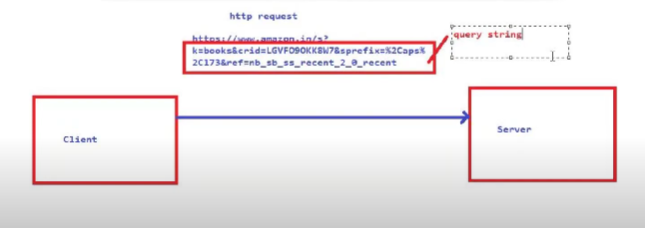 http request
https://www.amazon.in/s?
k=books&crid=LGVFO9OKKBW7&sprefix=%2Caps%
2C173&ref=nb_sb_ss_recent_2_0_recent
query string
Client
Server